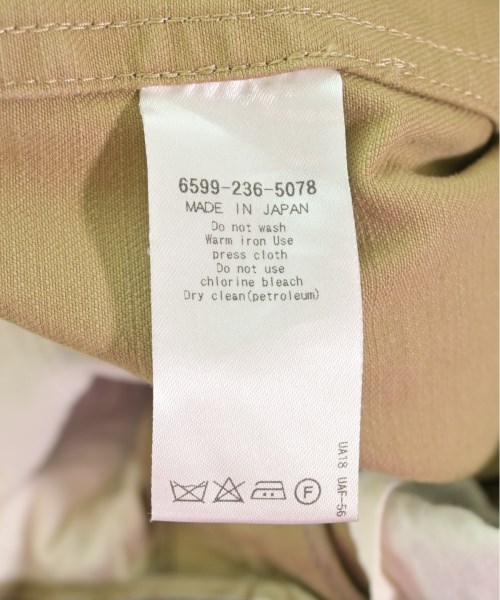 6599-236-5078
MADE IN JAPAN
Do not wash
Warm iron Use
press cloth
Do not use
chlorine bleach
Dry clean(petroleum)
F
UA18 UAF-56